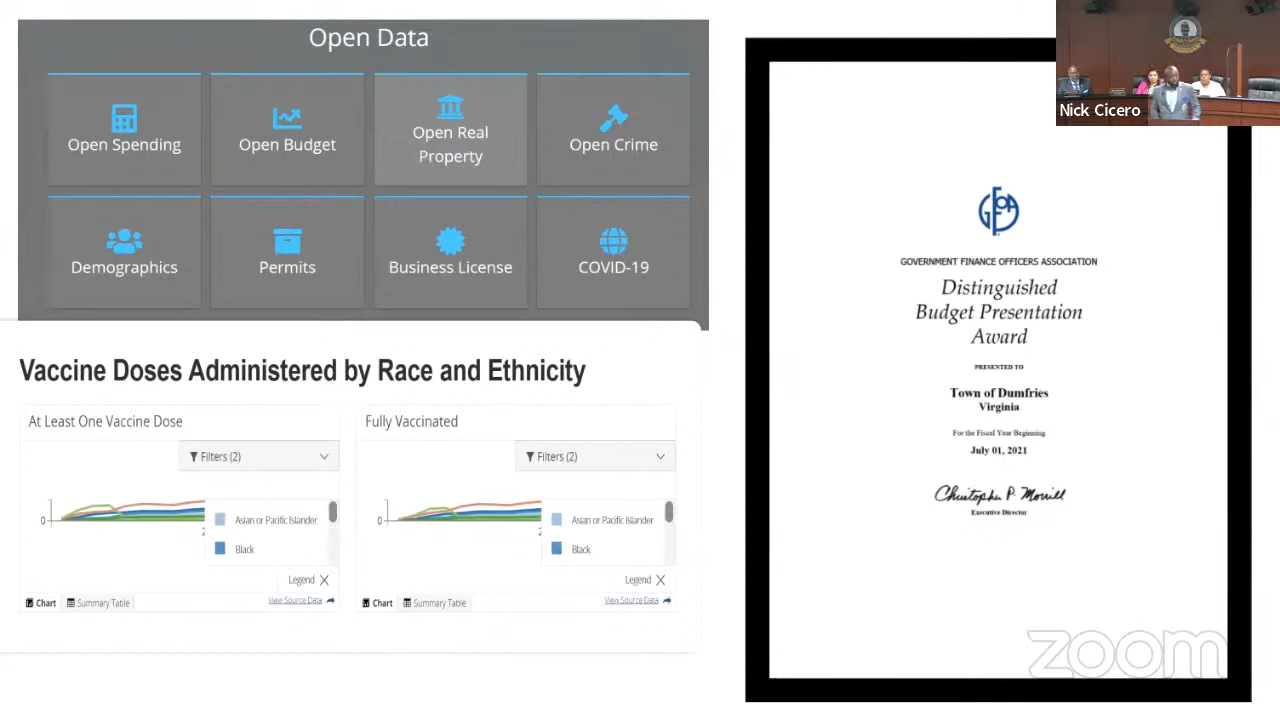 Open Data
Open Spending
Open Budget
Open Real
Property
Open Crime
Demographics
Permits
Business License
COVID-19
Vaccine Doses Administered by Race and Ethnicity
At Least One Vaccine Dose
Filters (2)
0
Asian or Pacific Islander
Black
Legend
Chart
Summary Table
View Source Data
Fully Vaccinated
Filters (2)
0
Asian or Pacific Islander
Black
Legend
Chart
Summary Table
View Source Data
Nick Cicero
GFOA
GOVERNMENT FINANCE OFFICERS ASSOCIATION
Distinguished
Budget Presentation
Award
PRESENTED TO
Town of Dumfries
Virginia
For the Fiscal Year Beginning
July 01, 2021
Christopher P. Morrill
Executive Director
zoom